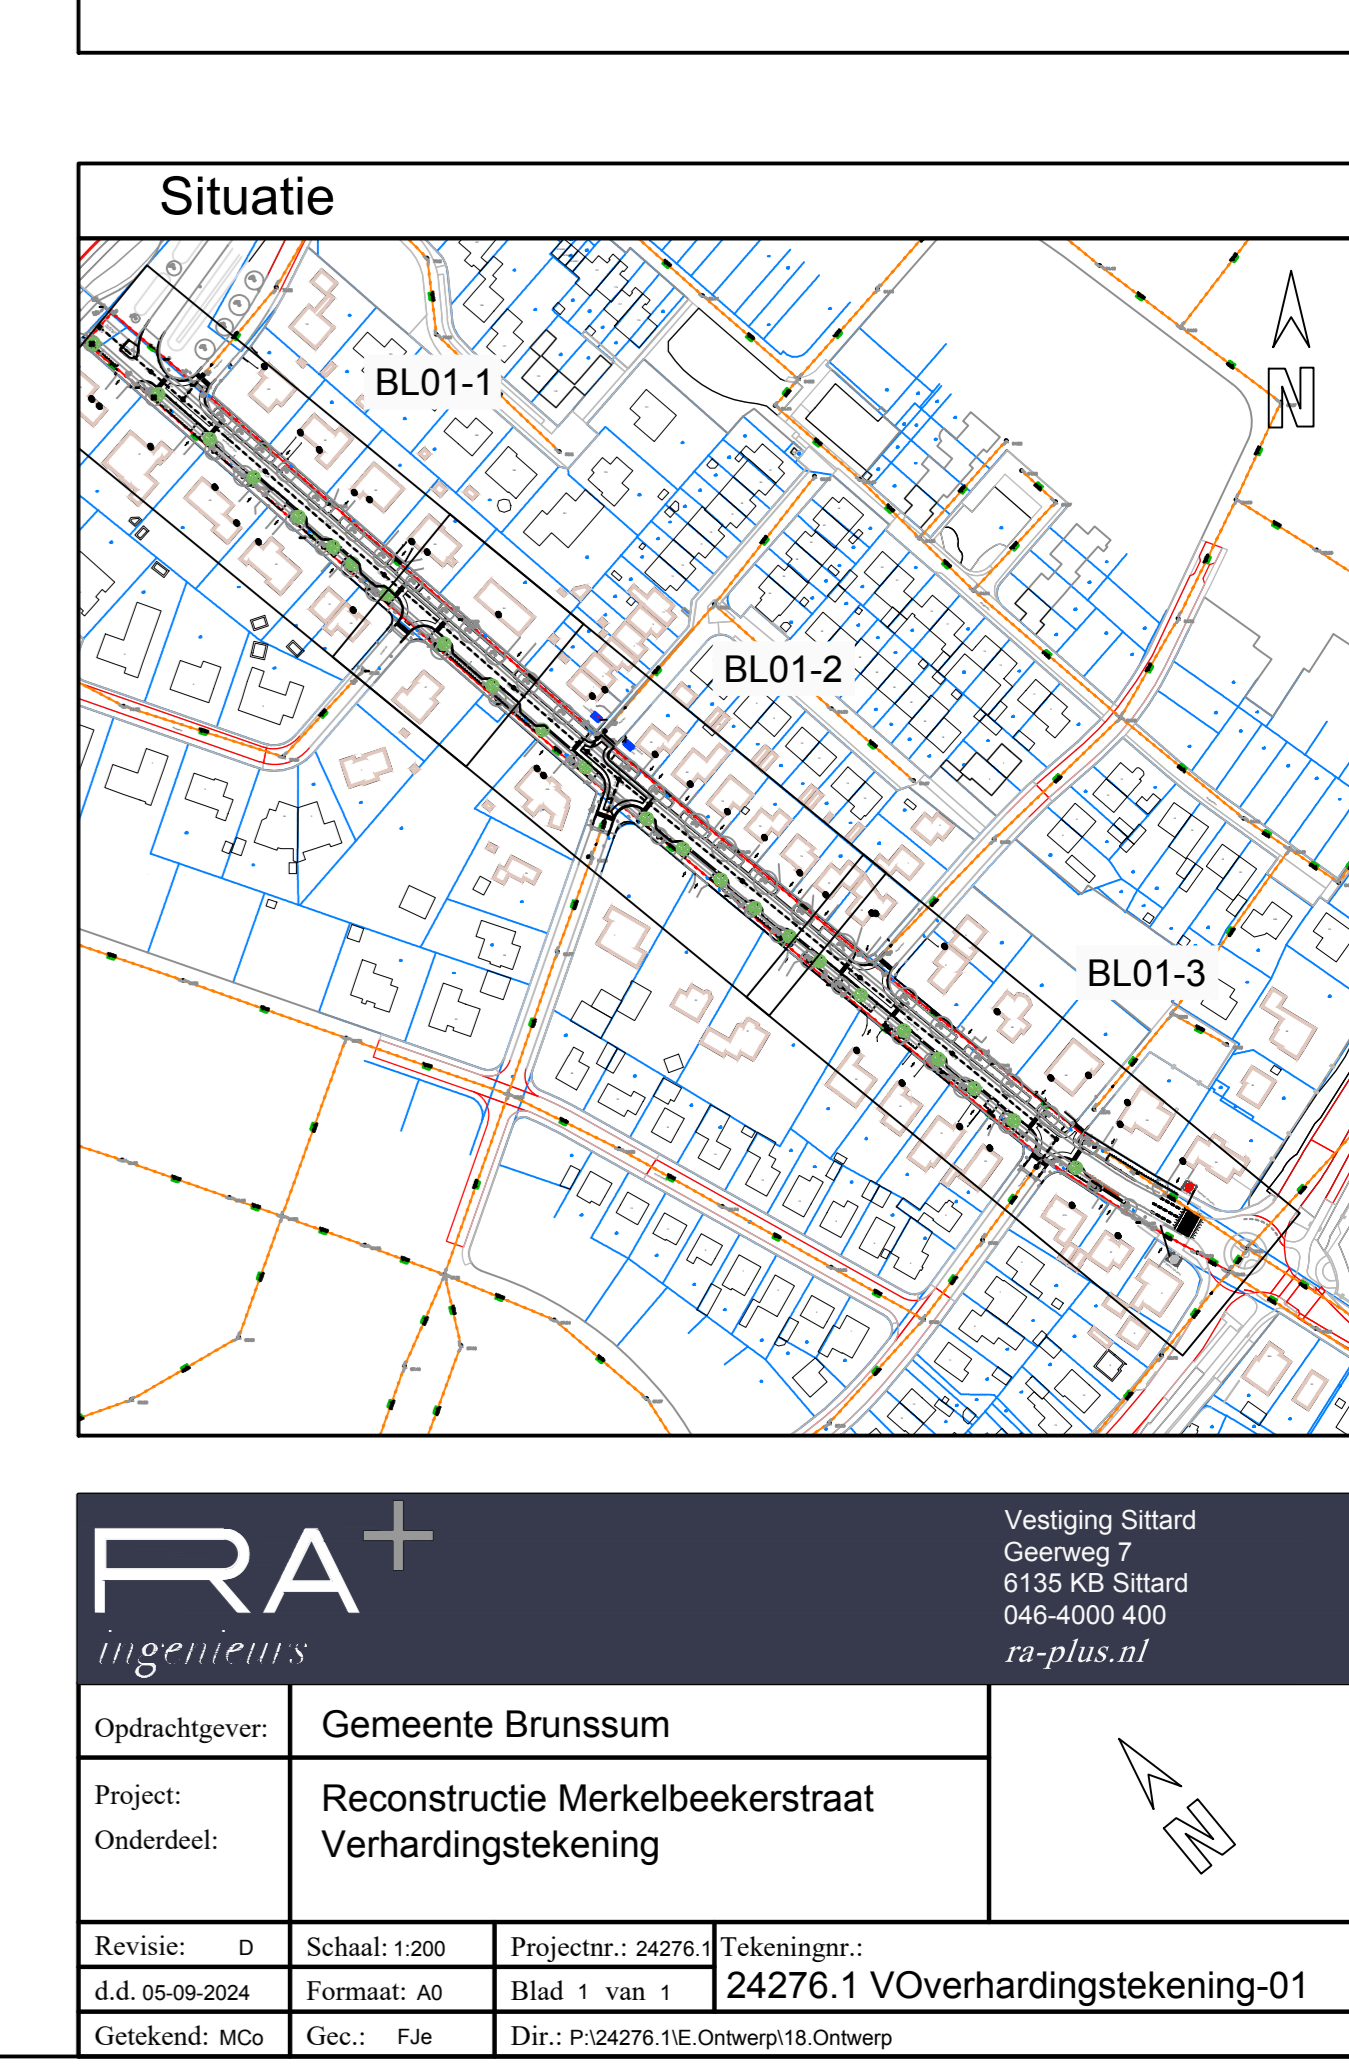 Situatie
BL01-1
N
BL01-2
BL01-3
RA+
ingenieurs
Vestiging Sittard
Geerweg 7
6135 KB Sittard
046-4000 400
ra-plus.nl
Opdrachtgever: Gemeente Brunssum
Project: Reconstructie Merkelbeekerstraat
Onderdeel: Verhardingstekening
N
Revisie: D Schaal: 1:200 Projectnr.: 24276.1 Tekeningnr.:
d.d. 05-09-2024 Formaat: A0 Blad 1 van 1 24276.1 VOverhardingstekening-01
Getekend: MCo Gec.: FJe Dir.: P:\24276.1\E.Ontwerp\18.Ontwerp